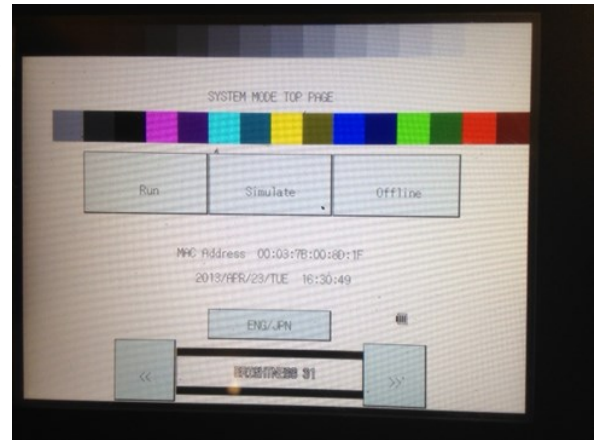 SYSTEM MODE TOP PAGE
Run Simulate Offline
MAC Address 00:03:7B:00:8D:1F
2013/APR/23/TUE 16:30:49
ENG/JPN
<< 31 >>